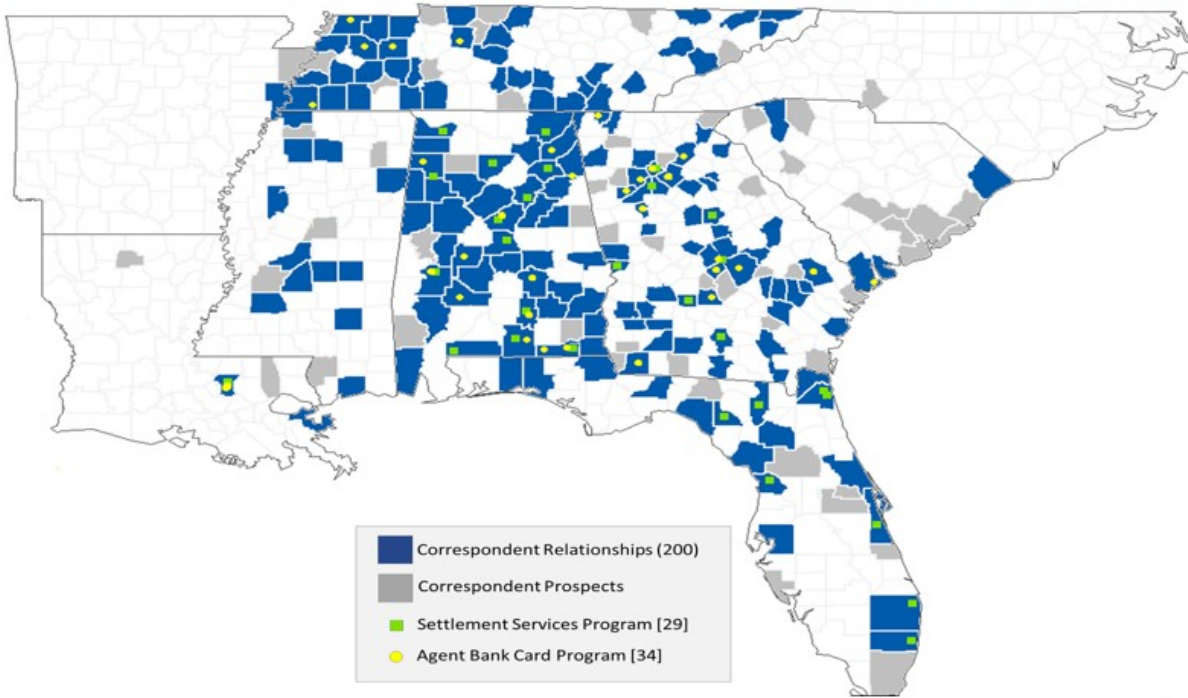 Correspondent Relationships (200)
Correspondent Prospects
Settlement Services Program [29]
Agent Bank Card Program [34]